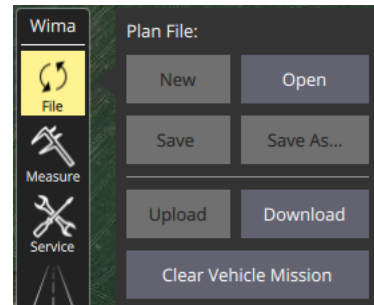 Wima
Plan File:
File
New
Open
Save
Save As...
Measure
Upload
Download
Service
Clear Vehicle Mission